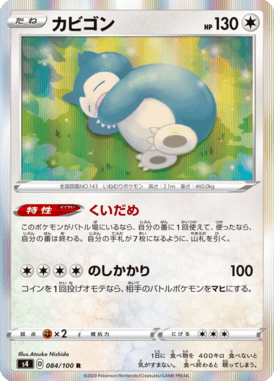 たね カビゴン HP 130
全国図鑑NO.143 いねむりポケモン 高さ：2.1m 重さ：460.0kg
特性 くいだめ
このポケモンがバトル場にいるなら、自分の番に1回使えて、使ったなら、
自分の番は終わる。自分の手札が7枚になるように、山札を引く。
のしかかり 100
コインを1回投げオモテなら、相手のバトルポケモンをマヒにする。
弱点 ×2 抵抗力 にげる
Illus.Atsuko Nishida
S4 D 084/100 R
1日に 食べ物を 400キロ 食べないと
気がすまない。食べ終わると 眠ってしまう。
©2020 Pokémon/Nintendo/Creatures/GAME FREAK